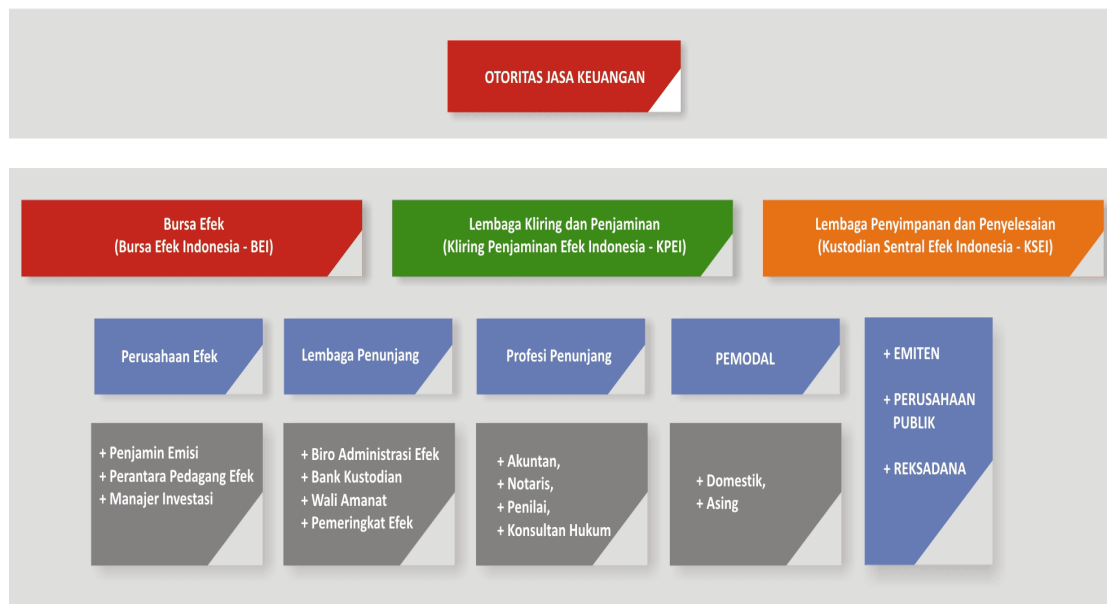 OTORITAS JASA KEUANGAN
Bursa Efek
(Bursa Efek Indonesia - BEI)
Lembaga Kliring dan Penjaminan
(Kliring Penjaminan Efek Indonesia - KPEI)
Lembaga Penyimpanan dan Penyelesaian
(Kustodian Sentral Efek Indonesia - KSEI)
Perusahaan Efek
+ Penjamin Emisi
+ Perantara Pedagang Efek
+ Manajer Investasi
Lembaga Penunjang
+ Biro Administrasi Efek
+ Bank Kustodian
+ Wali Amanat
+ Pemeringkat Efek
Profesi Penunjang
+ Akuntan,
+ Notaris,
+ Penilai,
+ Konsultan Hukum
PEMODAL
+ Domestik,
+ Asing
+ EMITEN
+ PERUSAHAAN
PUBLIK
+ REKSADANA